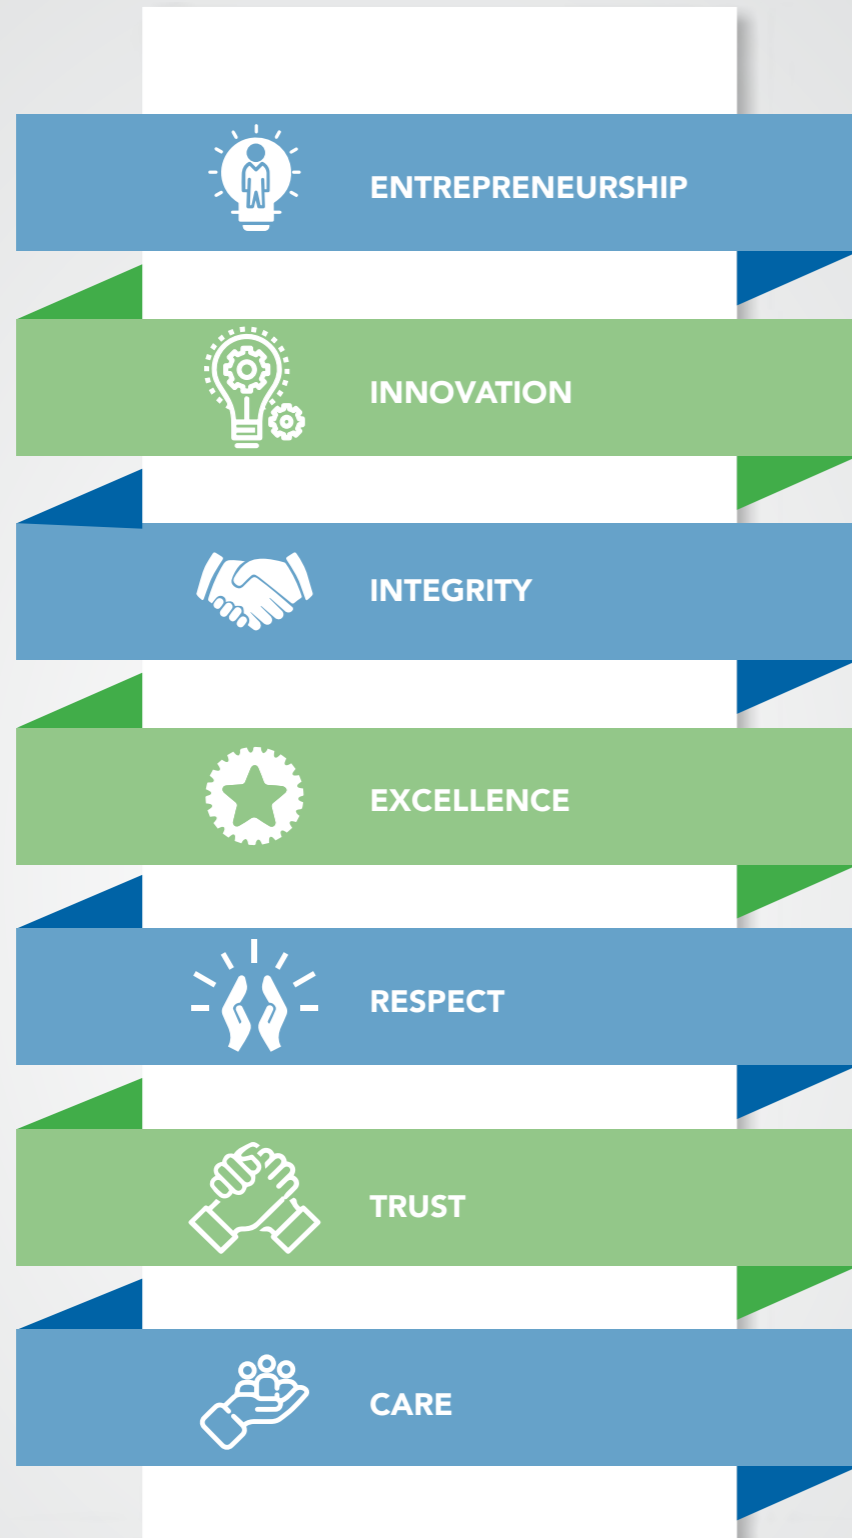 ENTREPRENEURSHIP
INNOVATION
INTEGRITY
EXCELLENCE
RESPECT
TRUST
CARE